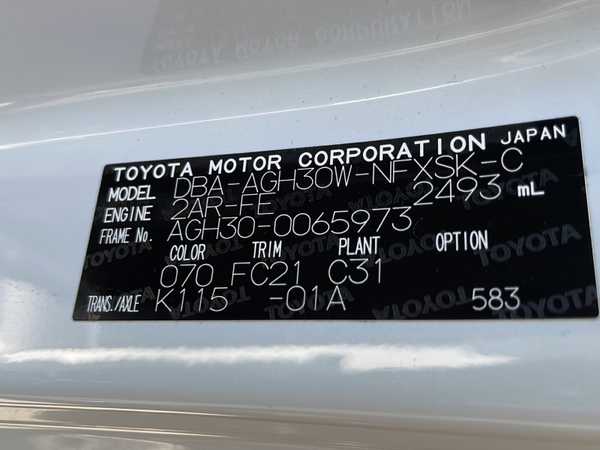 TOYOTA MOTOR CORPORATION JAPAN
MODEL DBA-AGH30W-NFXSK-C
ENGINE 2AR-FE 2493 mL
FRAME No. AGH30-0065973
COLOR TRIM PLANT OPTION
070 FC21 C31
TRANS./AXLE K115 -01A 583